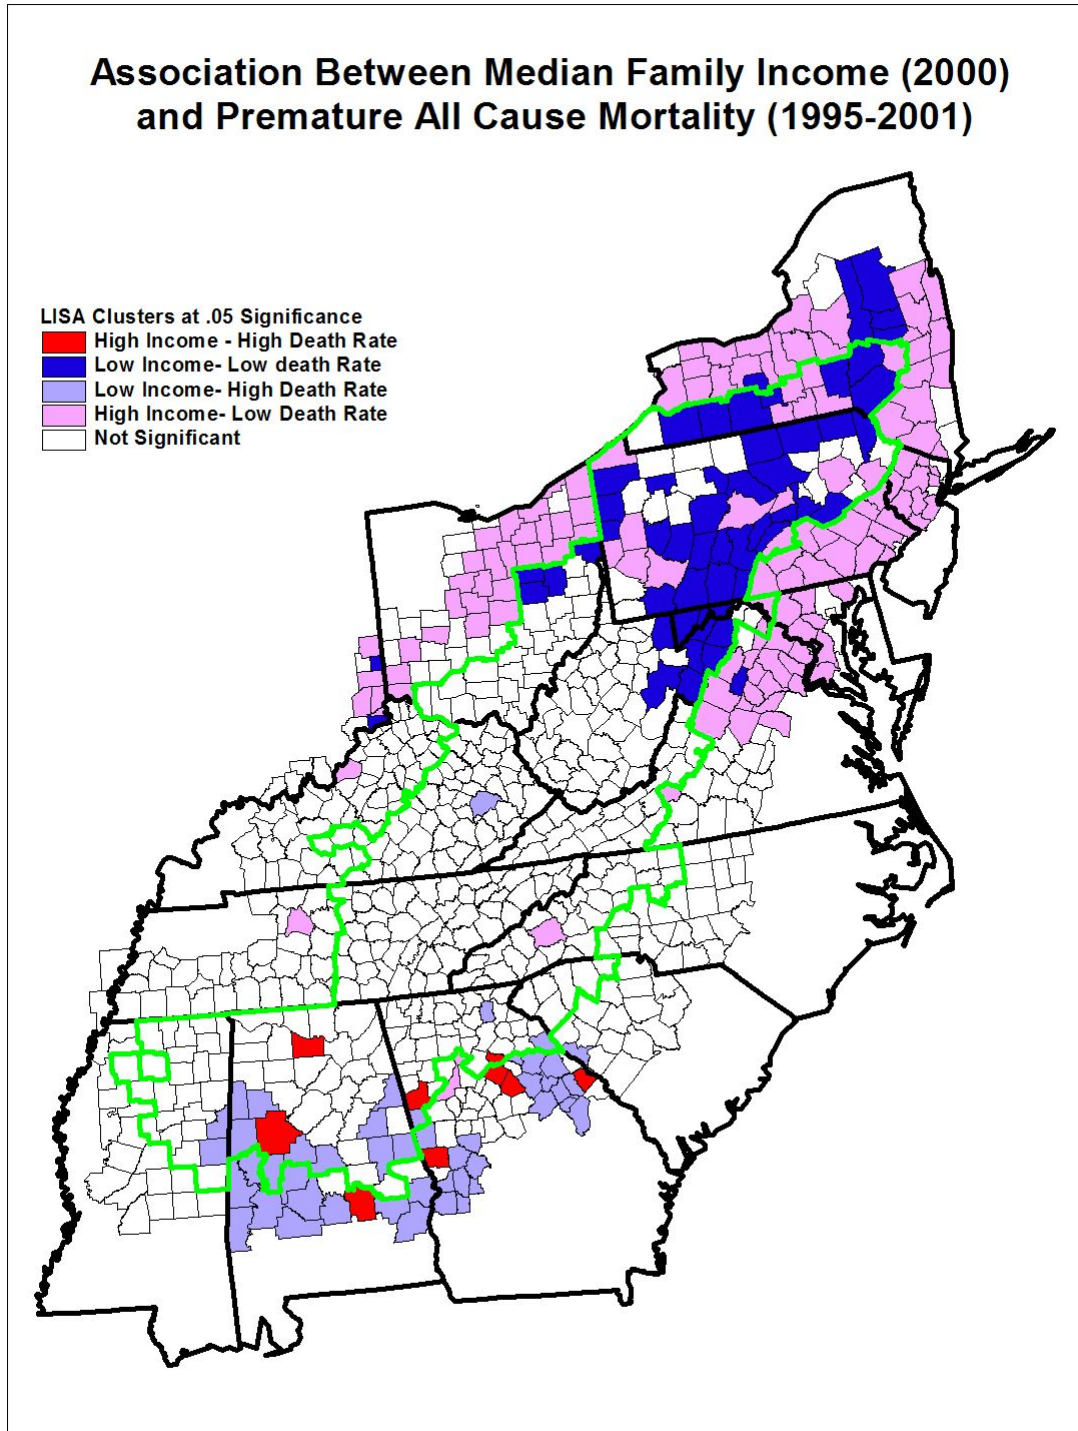 Association Between Median Family Income (2000)
and Premature All Cause Mortality (1995-2001)
LISA Clusters at .05 Significance
High Income - High Death Rate
Low Income- Low death Rate
Low Income- High Death Rate
High Income- Low Death Rate
Not Significant